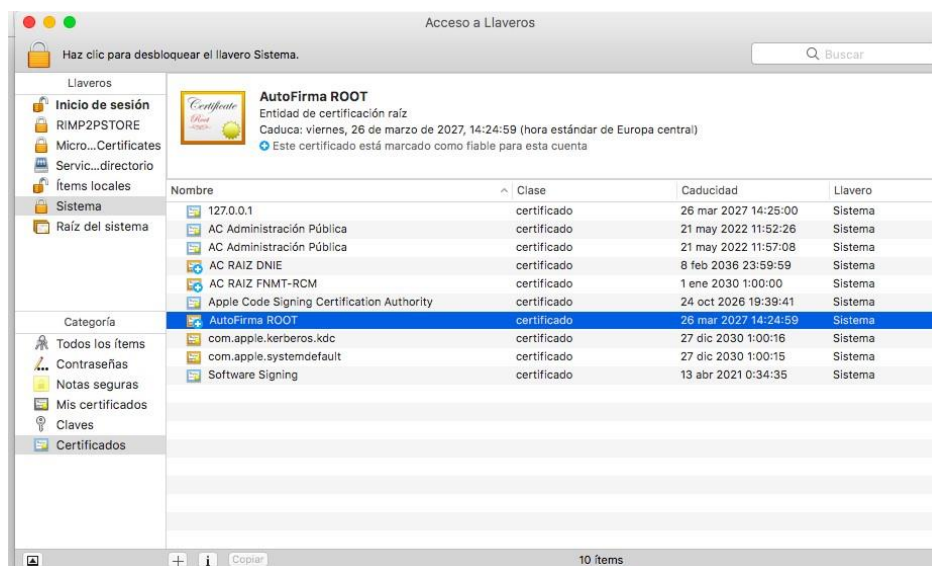 Acceso a Llaveros
Haz clic para desbloquear el llavero Sistema.
Buscar
Llaveros
Inicio de sesión
RIMP2PSTORE
Micro...Certificates
Servic...directorio
Ítems locales
Sistema
Raíz del sistema
Certificate
Root
AutoFirma ROOT
Entidad de certificación raíz
Caduca: viernes, 26 de marzo de 2027, 14:24:59 (hora estándar de Europa central)
Este certificado está marcado como fiable para esta cuenta
Nombre Clase Caducidad Llavero
127.0.0.1 certificado 26 mar 2027 14:25:00 Sistema
AC Administración Pública certificado 21 may 2022 11:52:26 Sistema
AC Administración Pública certificado 21 may 2022 11:57:08 Sistema
AC RAIZ DNIE certificado 8 feb 2036 23:59:59 Sistema
AC RAIZ FNMT-RCM certificado 1 ene 2030 1:00:00 Sistema
Apple Code Signing Certification Authority certificado 24 oct 2026 19:39:41 Sistema
AutoFirma ROOT certificado 26 mar 2027 14:24:59 Sistema
com.apple.kerberos.kdc certificado 27 dic 2030 1:00:16 Sistema
com.apple.systemdefault certificado 27 dic 2030 1:00:15 Sistema
Software Signing certificado 13 abr 2021 0:34:35 Sistema
Categoría
Todos los ítems
Contraseñas
Notas seguras
Mis certificados
Claves
Certificados
Copiar
10 ítems